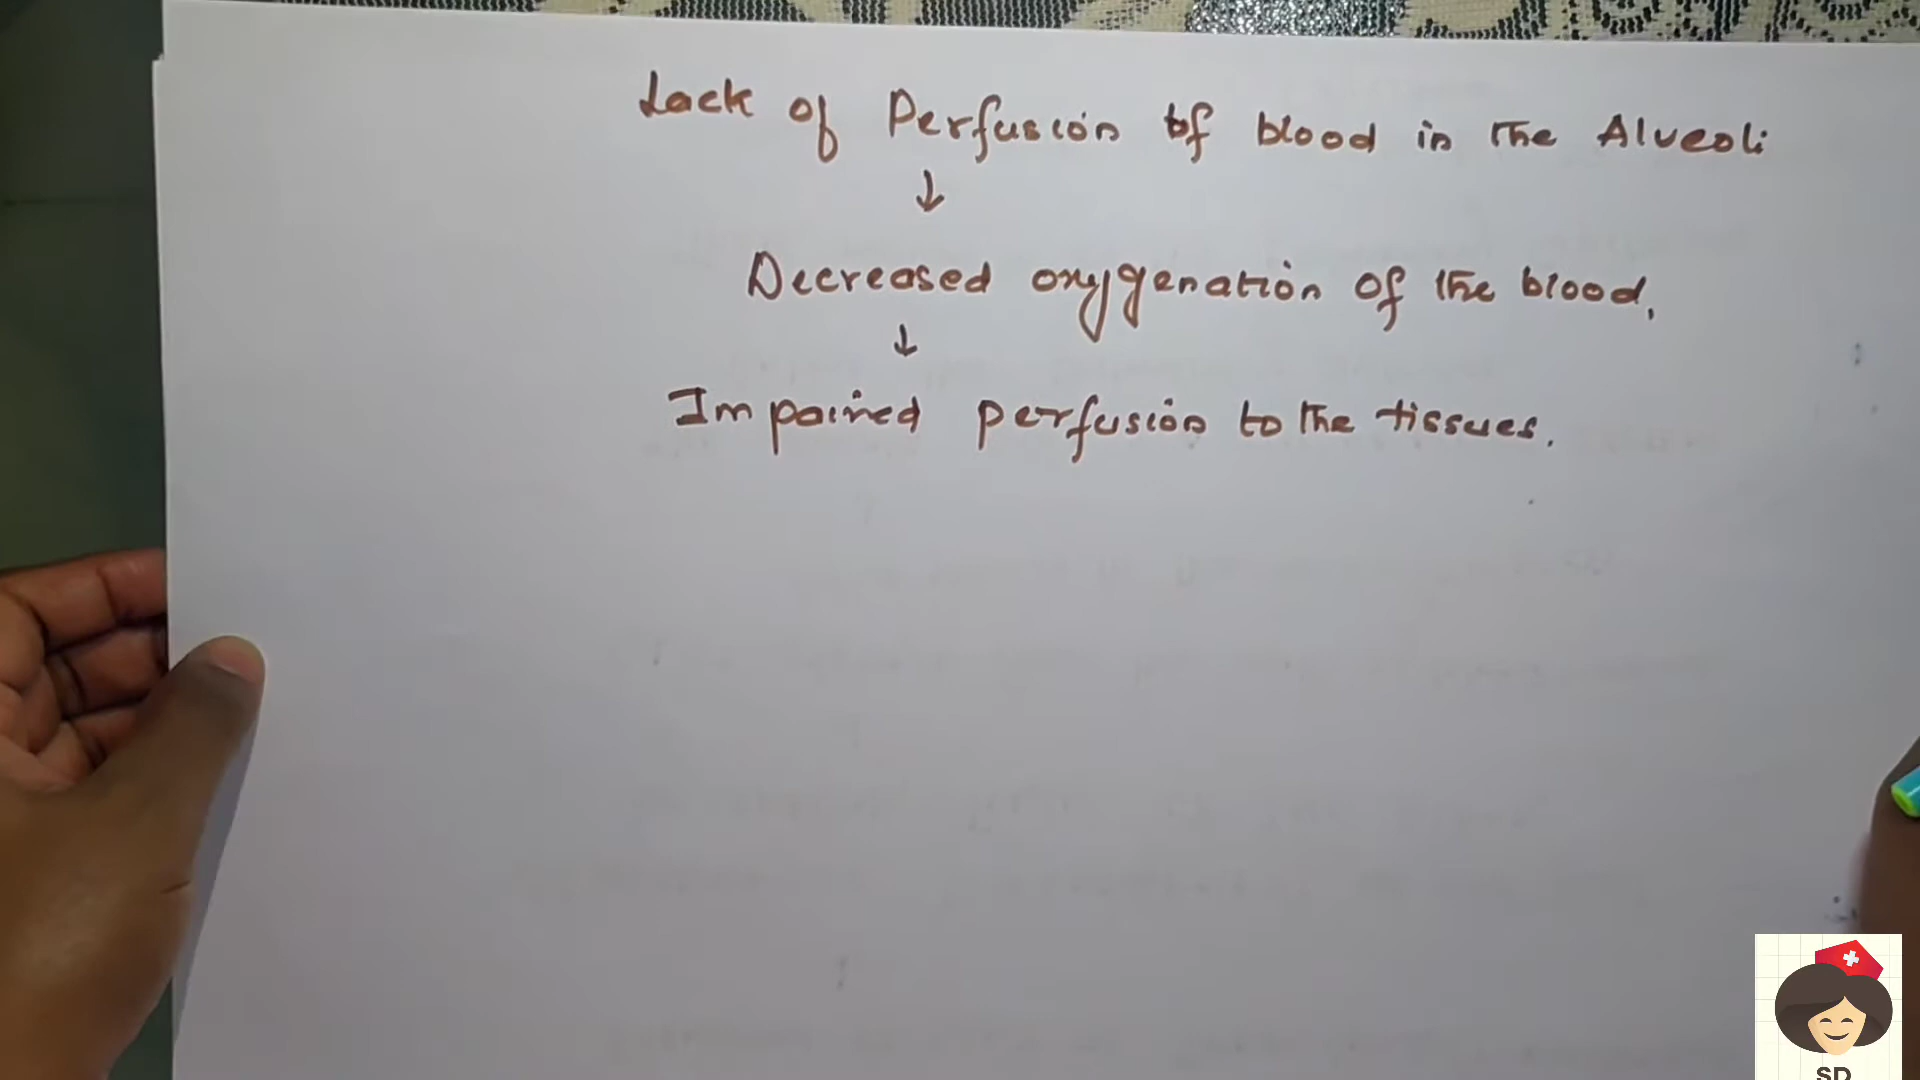 Lack of Perfusion of blood in the Alveoli
↓
Decreased oxygenation of the blood.
↓
Impaired perfusion to the tissues.
SD